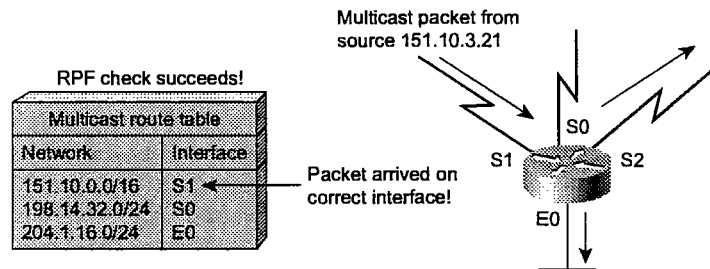 Multicast packet from
source 151.10.3.21
RPF check succeeds!
Multicast route table
Network Interface
151.10.0.0/16 S1
198.14.32.0/24 S0
204.1.16.0/24 E0
Packet arrived on
correct interface!
S0
S1
S2
E0